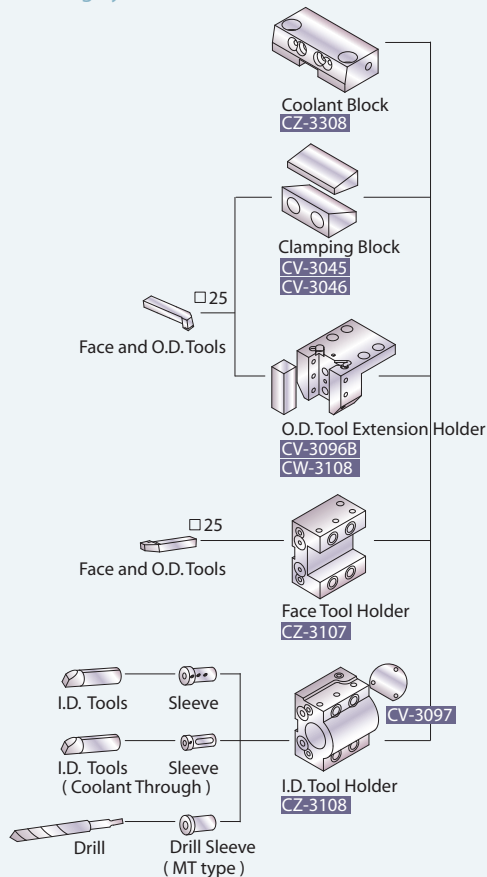 Coolant Block
CZ-3308
Clamping Block
CV-3045
CV-3046
□25
Face and O.D. Tools
O.D. Tool Extension Holder
CV-3096B
CW-3108
□25
Face and O.D. Tools
Face Tool Holder
CZ-3107
I.D. Tools
Sleeve
CV-3097
I.D. Tools
( Coolant Through )
Sleeve
I.D. Tool Holder
CZ-3108
Drill
Drill Sleeve
( MT type )